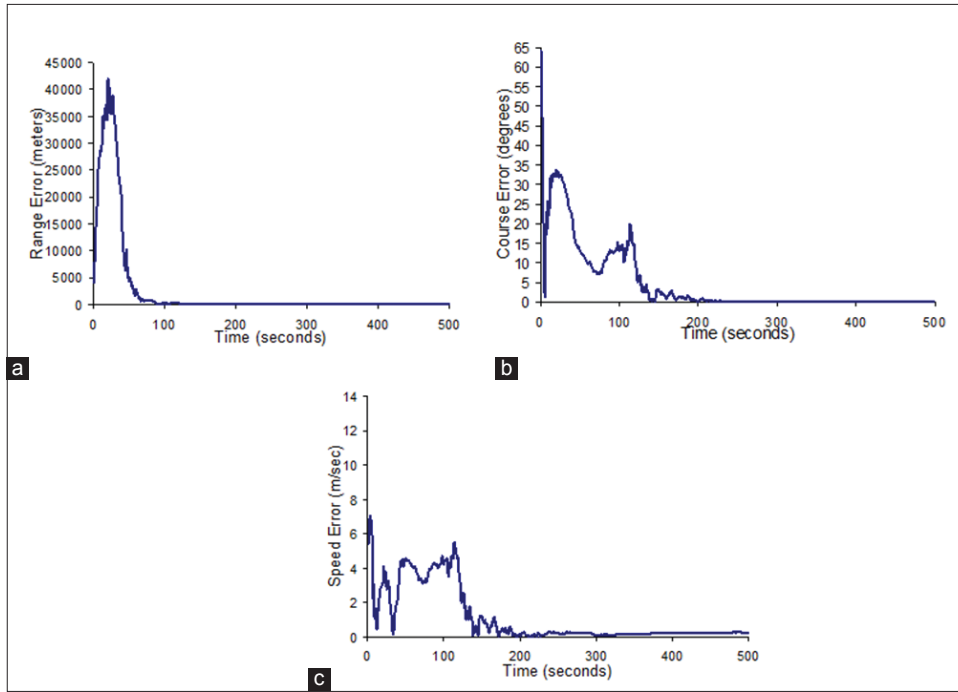 45000
40000
35000
30000
25000
20000
15000
10000
5000
0
Range Error (meters)
0 100 200 300 400 500
Time (seconds)
a
65
60
55
50
45
40
35
30
25
20
15
10
5
0
Course Error (degrees)
0 100 200 300 400 500
Time (seconds)
b
14
12
10
8
6
4
2
0
Speed Error (m/sec)
0 100 200 300 400 500
Time (seconds)
c